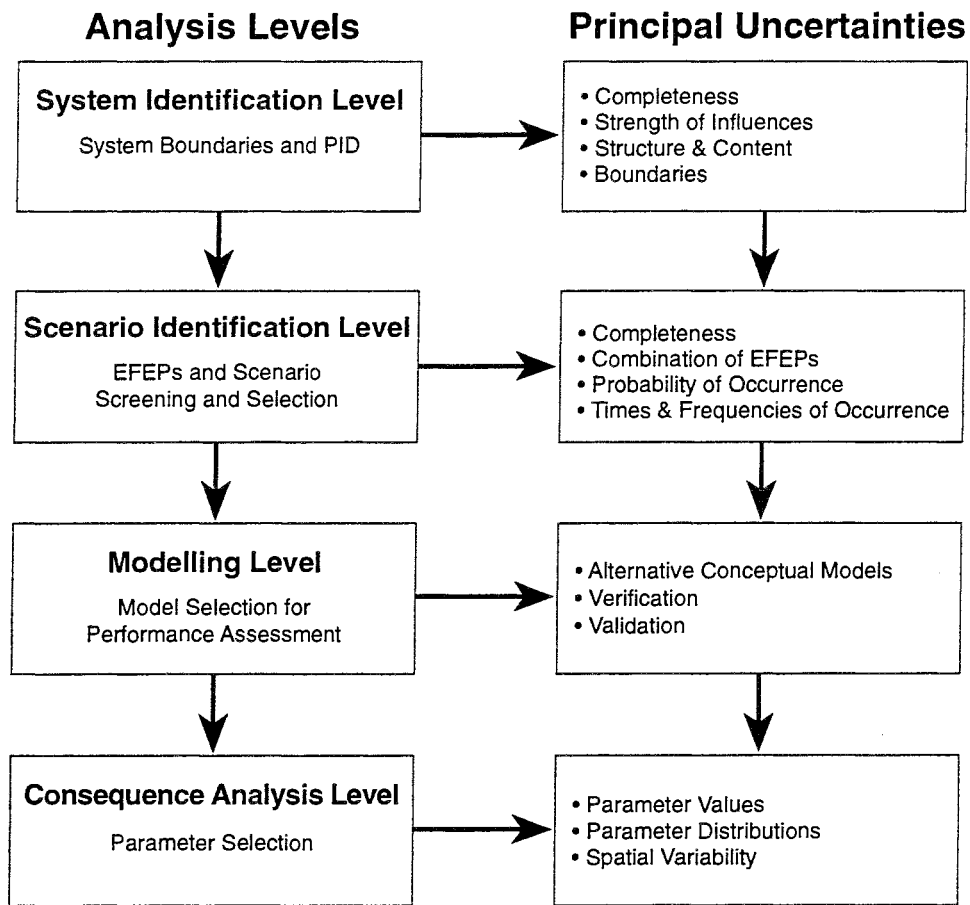 Analysis Levels
Principal Uncertainties
System Identification Level
System Boundaries and PID
• Completeness
• Strength of Influences
• Structure & Content
• Boundaries
Scenario Identification Level
EFEPs and Scenario
Screening and Selection
• Completeness
• Combination of EFEPs
• Probability of Occurrence
• Times & Frequencies of Occurrence
Modelling Level
Model Selection for
Performance Assessment
• Alternative Conceptual Models
• Verification
• Validation
Consequence Analysis Level
Parameter Selection
• Parameter Values
• Parameter Distributions
• Spatial Variability